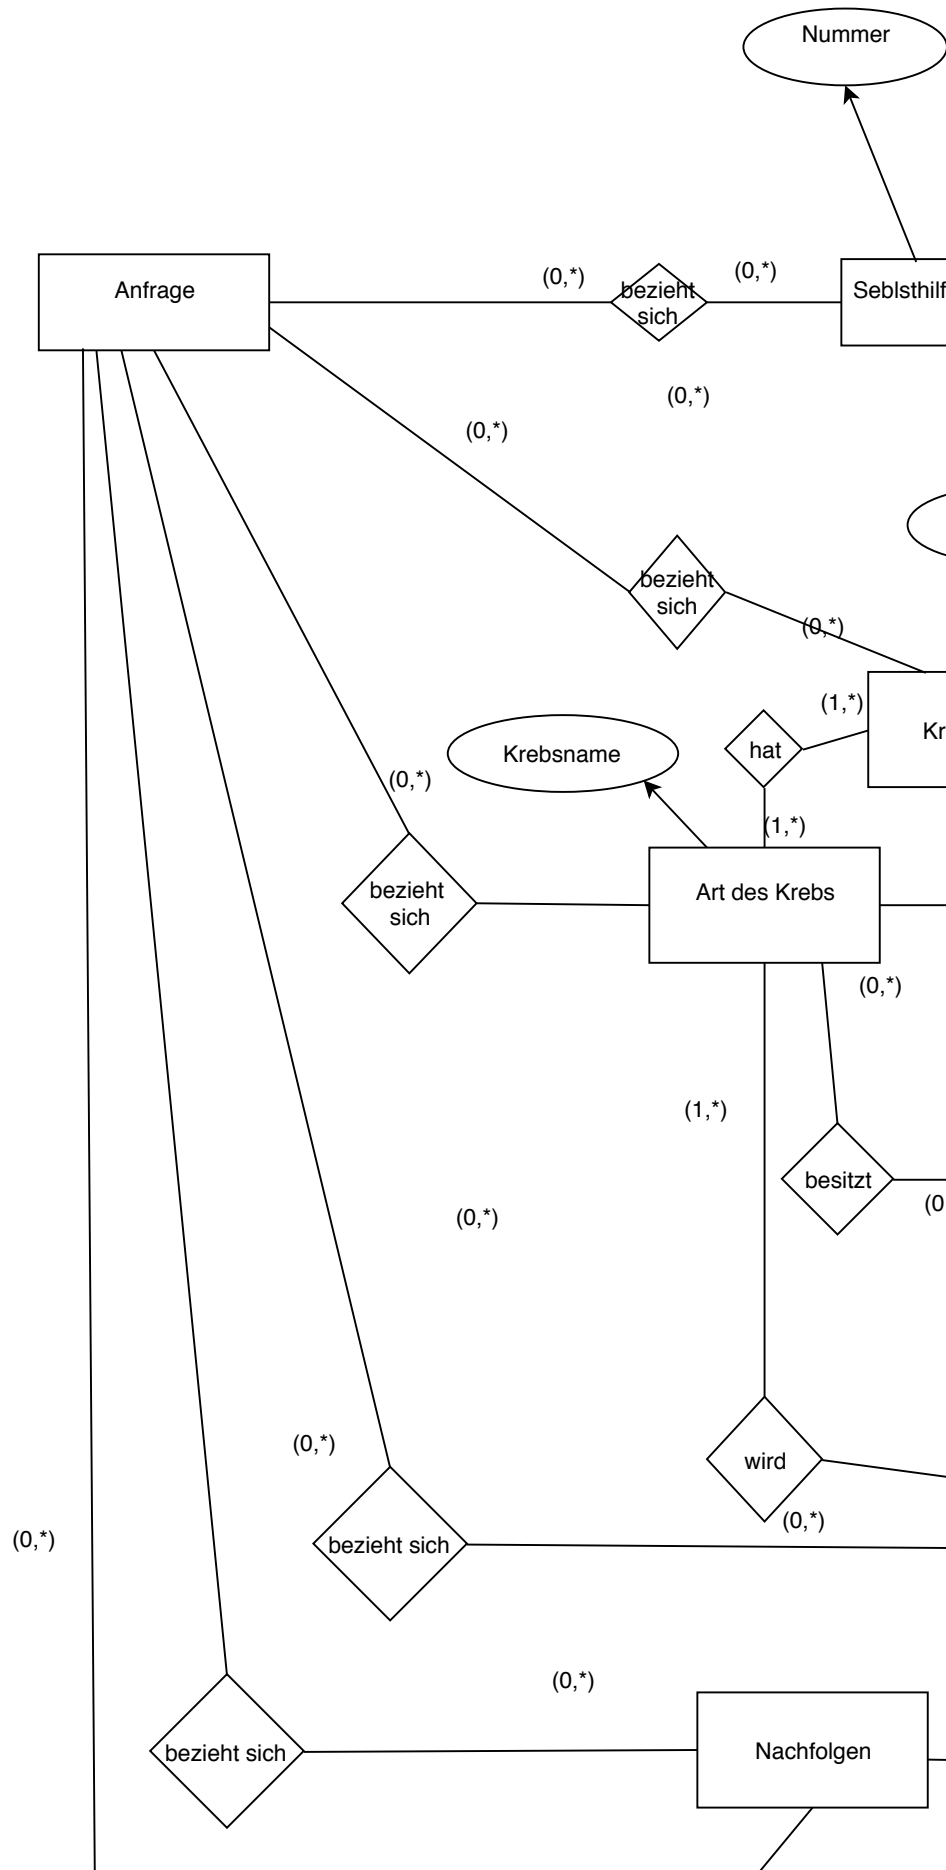 Nummer
(0,*)
(0,*)
Anfrage
bezieht
sich
Seblsthilf
(0,*)
(0,*)
bezieht
sich
(0,*)
(1,*)
Kr
hat
Krebsname
(0,*)
(1,*)
bezieht
sich
Art des Krebs
(0,*)
(1,*)
besitzt
(0
(0,*)
(0,*)
wird
(0,*)
(0,*)
bezieht sich
(0,*)
bezieht sich
Nachfolgen